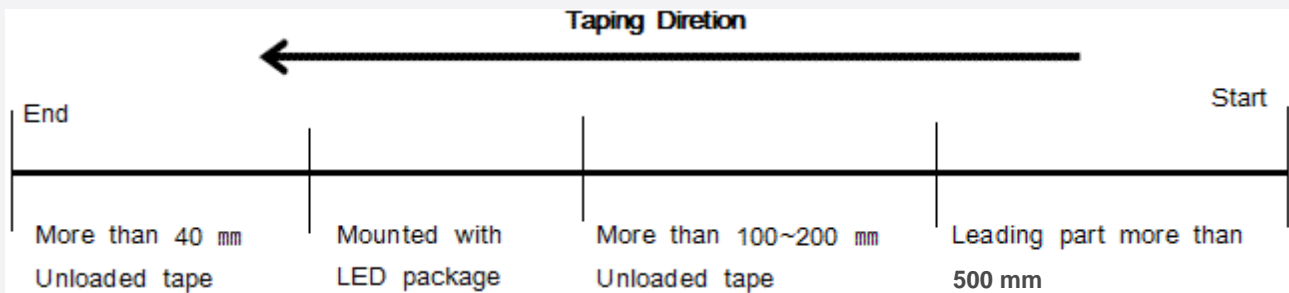 Taping Diretion
End
Start
More than 40 ㎜
Unloaded tape
Mounted with
LED package
More than 100~200 ㎜
Unloaded tape
Leading part more than
500 mm